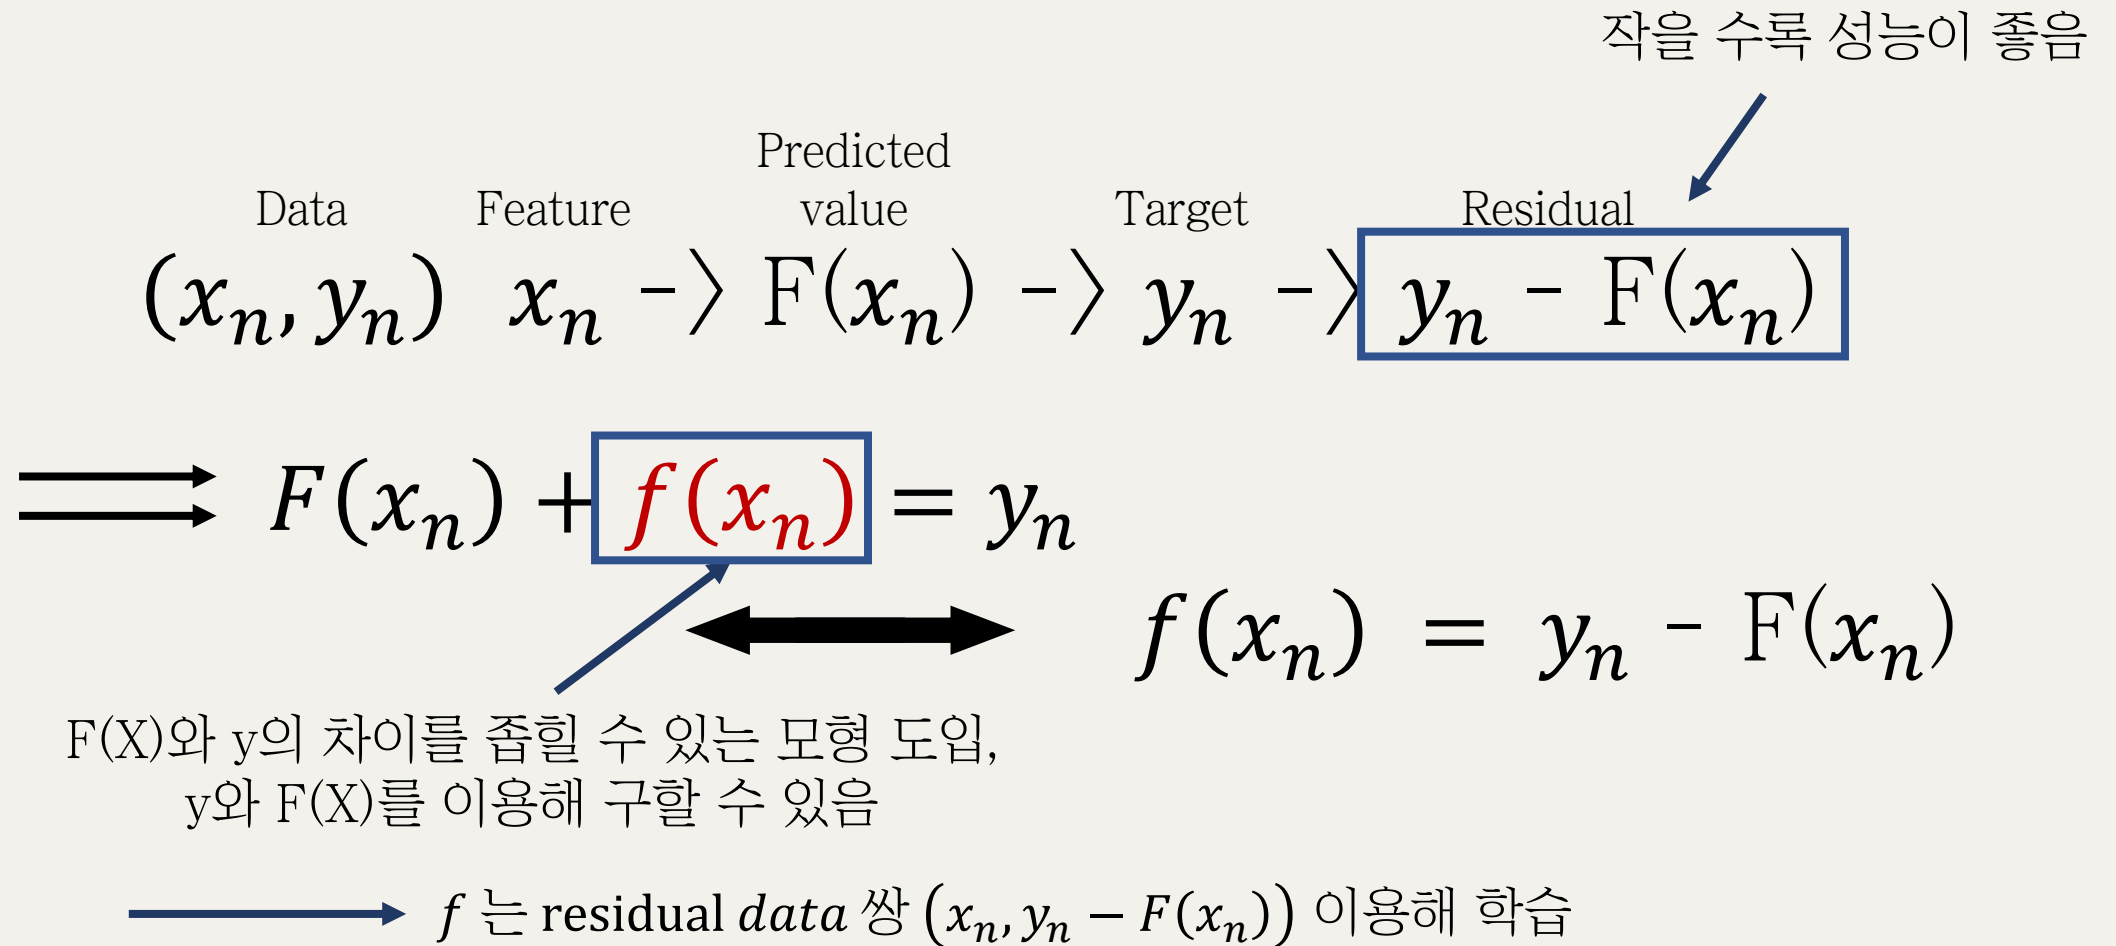 작을 수록 성능이 좋음
Predicted
Data Feature value Target Residual
(xₙ, yₙ) xₙ -> F(xₙ) -> yₙ -> yₙ - F(xₙ)
F(xₙ) + f(xₙ) = yₙ
f(xₙ) = yₙ - F(xₙ)
F(X)와 y의 차이를 좁힐 수 있는 모형 도입,
y와 F(X)를 이용해 구할 수 있음
f 는 residual data 쌍 (xₙ, yₙ − F(xₙ)) 이용해 학습